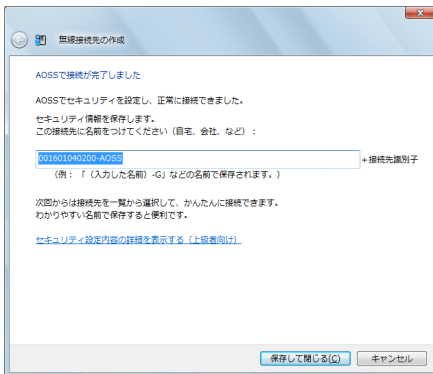 無線接続先の作成
AOSSで接続が完了しました
AOSSでセキュリティを設定し、正常に接続できました。
セキュリティ情報を保存します。
この接続先に名前をつけてください（自宅、会社、など）：
001601040200-AOSS +接続先識別子
（例：「（入力した名前）-G」などの名前で保存されます。）
次回からは接続先を一覧から選択して、かんたんに接続できます。
わかりやすい名前で保存すると便利です。
セキュリティ設定内容の詳細を表示する（上級者向け）
保存して閉じる(C) キャンセル